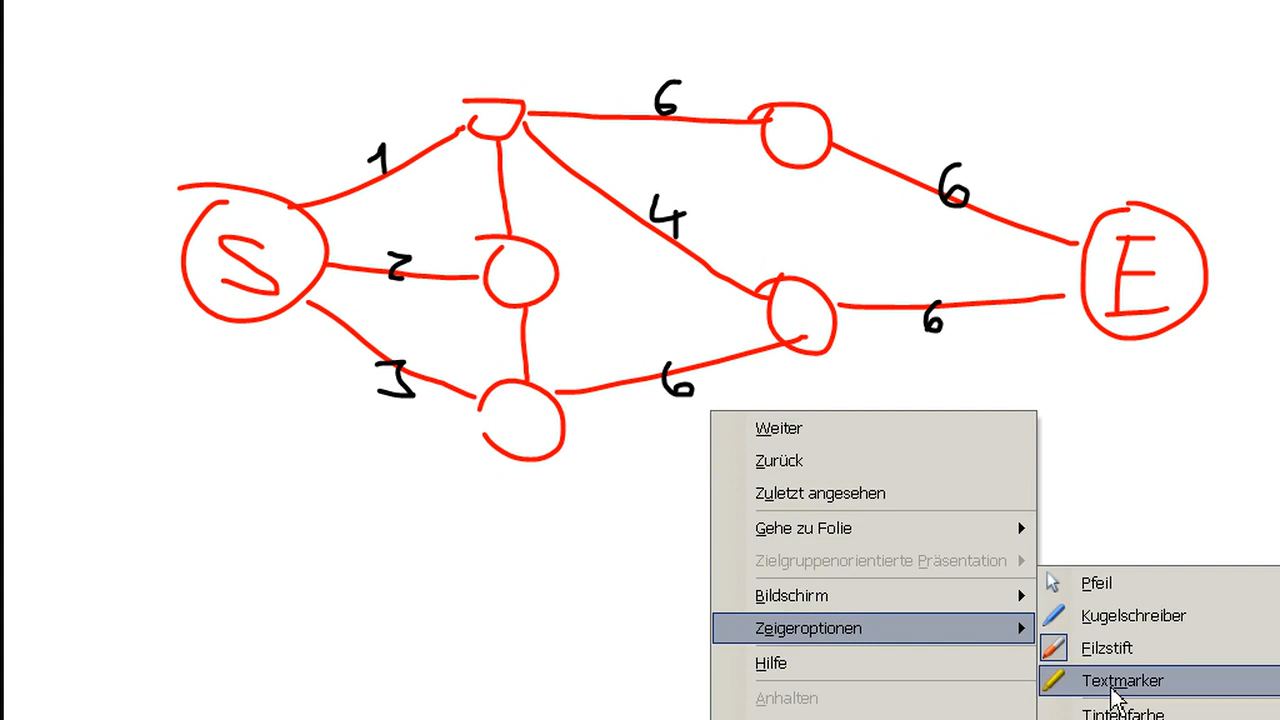 6
1
6
4
S
2
E
6
3
6
Weiter
Zurück
Zuletzt angesehen
Gehe zu Folie
Zielgruppenorientierte Präsentation
Bildschirm
Zeigeroptionen
Hilfe
Anhalten
Pfeil
Kugelschreiber
Filzstift
Textmarker
Tintenfarbe